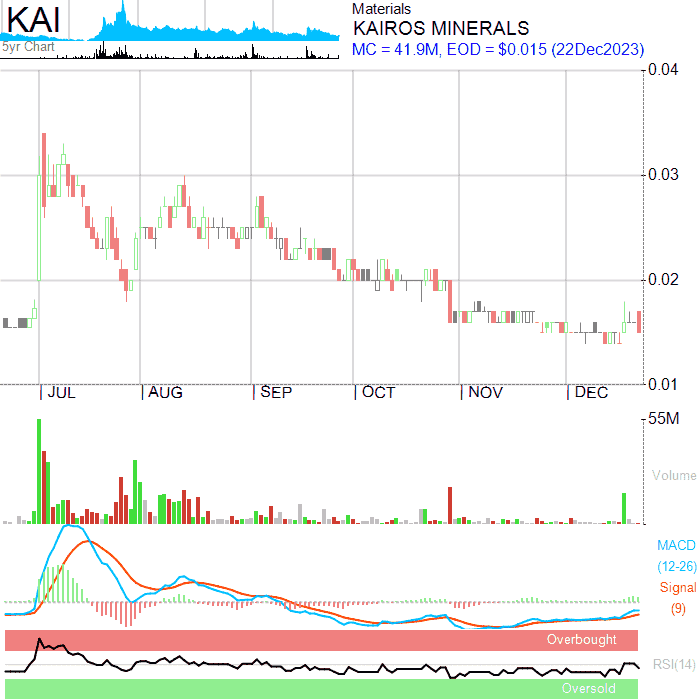 KAI
5yr Chart
Materials
KAIROS MINERALS
MC = 41.9M, EOD = $0.015 (22Dec2023)
0.04
0.03
0.02
0.01
JUL AUG SEP OCT NOV DEC
55M
Volume
MACD
(12-26)
Signal
(9)
Overbought
RSI(14)
Oversold